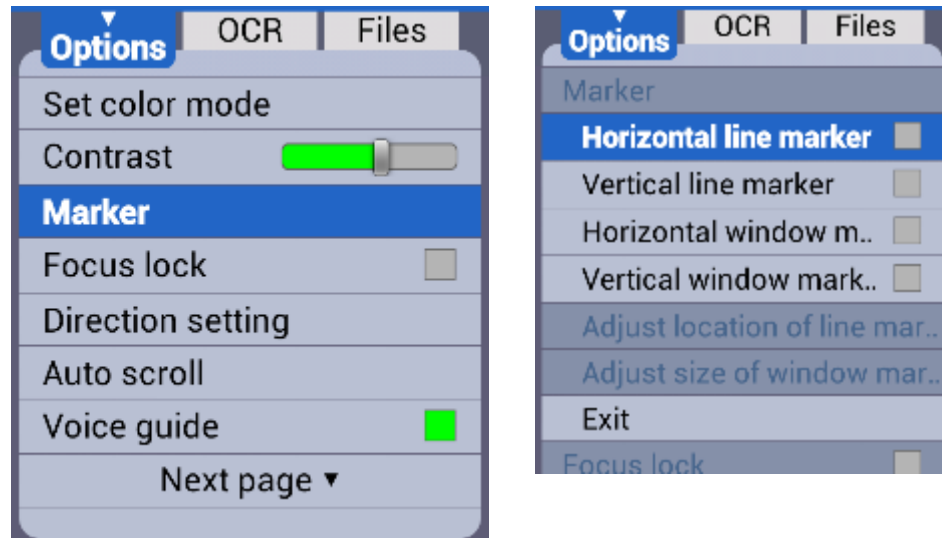 Options OCR Files
Set color mode
Contrast
Marker
Focus lock
Direction setting
Auto scroll
Voice guide
Next page ▼
Options OCR Files
Marker
Horizontal line marker
Vertical line marker
Horizontal window m..
Vertical window mark..
Adjust location of line mar..
Adjust size of window mar..
Exit
Focus lock